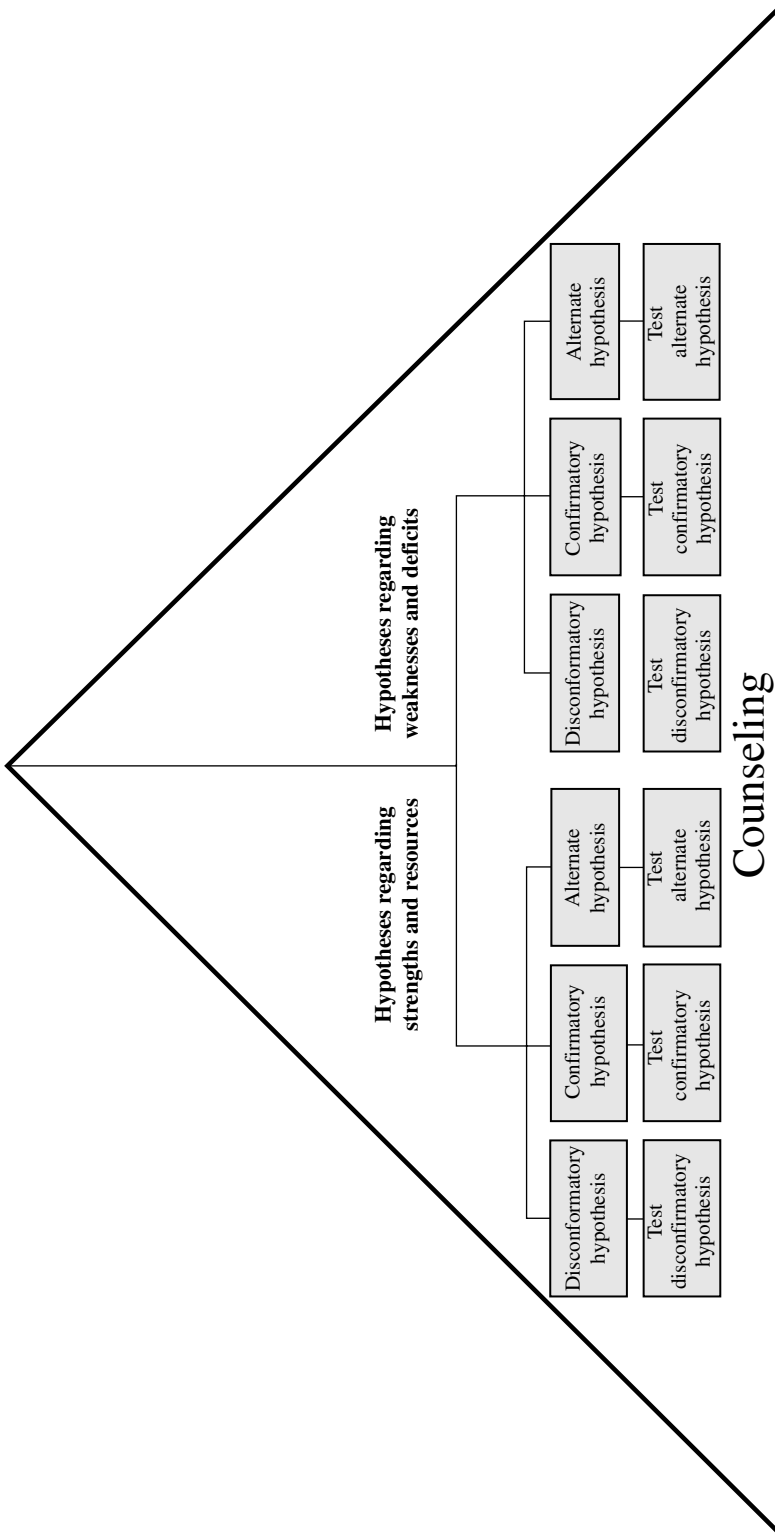 Hypotheses regarding
strengths and resources
Hypotheses regarding
weaknesses and deficits
Disconformatory
hypothesis
Confirmatory
hypothesis
Alternate
hypothesis
Disconformatory
hypothesis
Confirmatory
hypothesis
Alternate
hypothesis
Test
disconfirmatory
hypothesis
Test
confirmatory
hypothesis
Test
alternate
hypothesis
Test
disconfirmatory
hypothesis
Test
confirmatory
hypothesis
Test
alternate
hypothesis
Counseling